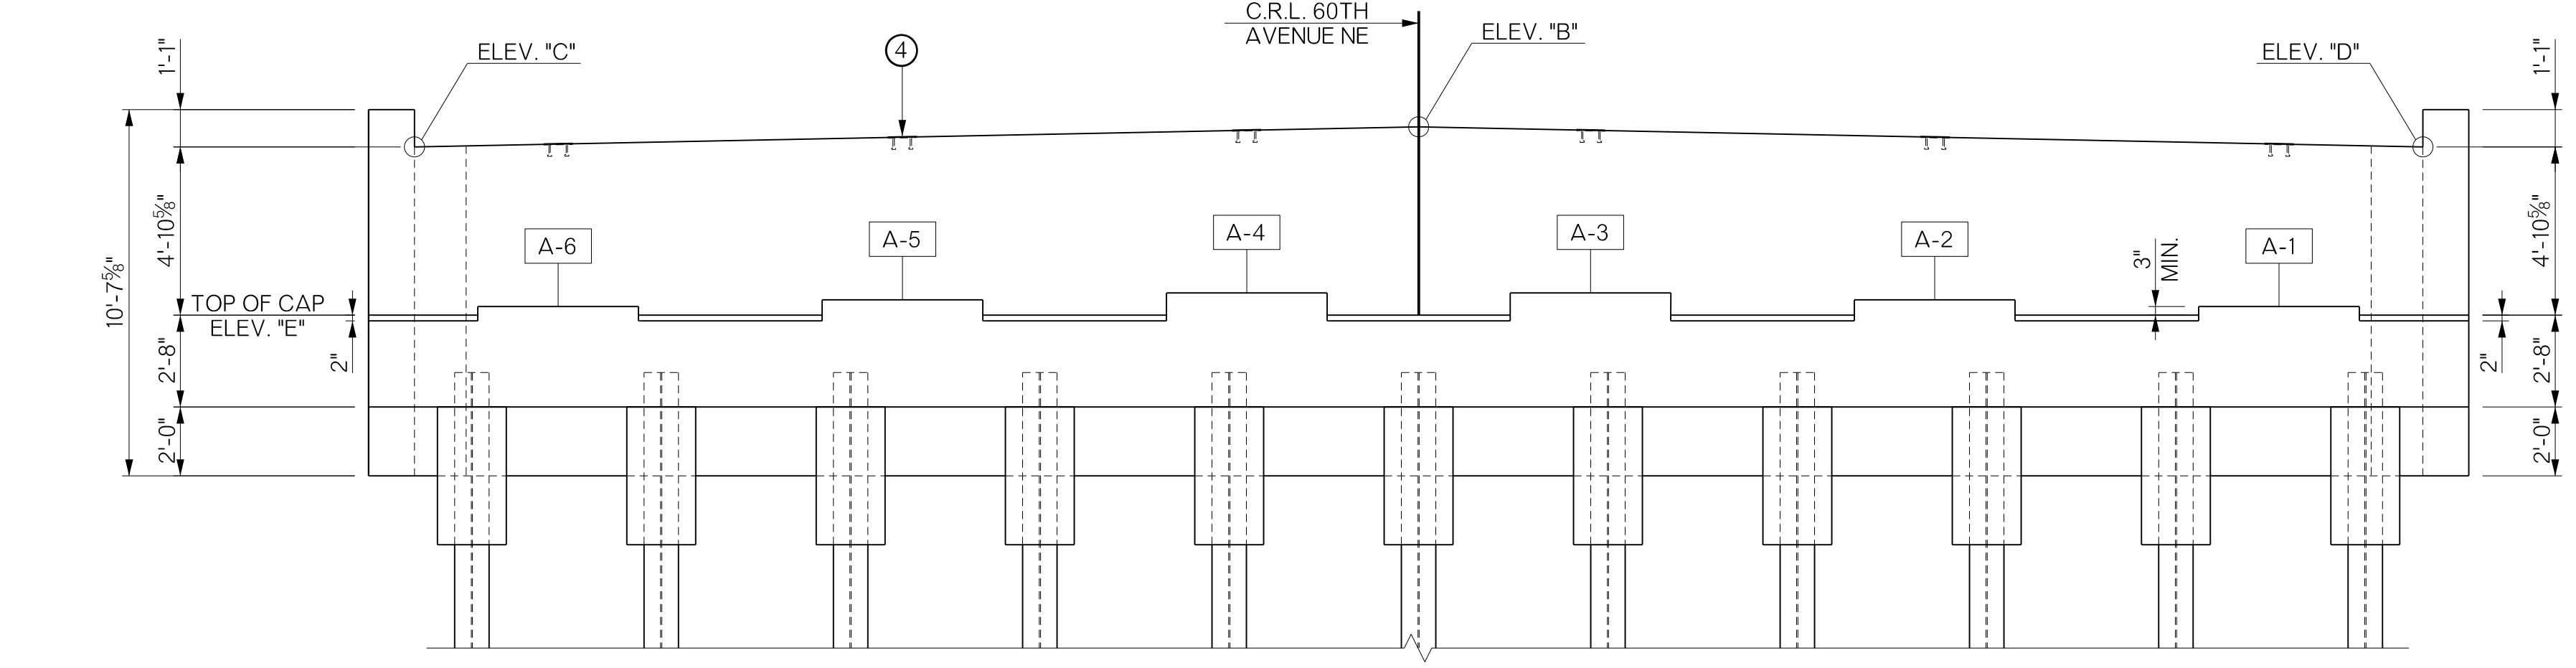 C.R.L. 60TH
AVENUE NE
ELEV. "B"
ELEV. "C"
4
ELEV. "D"
1'-1"
1'-1"
4'-10⅝"
10'-7⅝"
4'-10⅝"
A-6
A-5
A-4
A-3
A-2
A-1
3"
MIN.
TOP OF CAP
ELEV. "E"
2'-8"
2"
2"
2'-8"
2'-0"
2'-0"